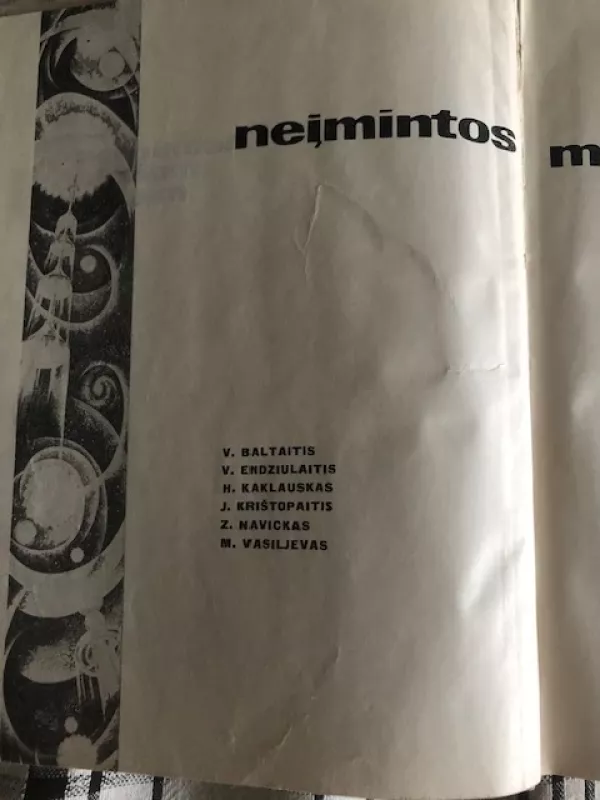 neįmintos m
V. BALTAITIS
V. ENDZIULAITIS
H. KAKLAUSKAS
J. KRIŠTOPAITIS
Z. NAVICKAS
M. VASILJEVAS